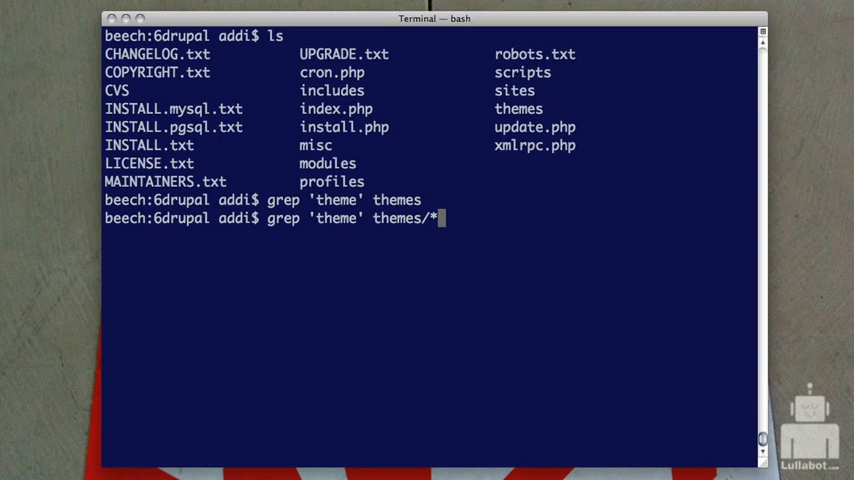 Terminal — bash
beech:6drupal addi$ ls
CHANGELOG.txt UPGRADE.txt robots.txt
COPYRIGHT.txt cron.php scripts
CVS includes sites
INSTALL.mysql.txt index.php themes
INSTALL.pgsql.txt install.php update.php
INSTALL.txt misc xmlrpc.php
LICENSE.txt modules
MAINTAINERS.txt profiles
beech:6drupal addi$ grep 'theme' themes
beech:6drupal addi$ grep 'theme' themes/*
Lullabot